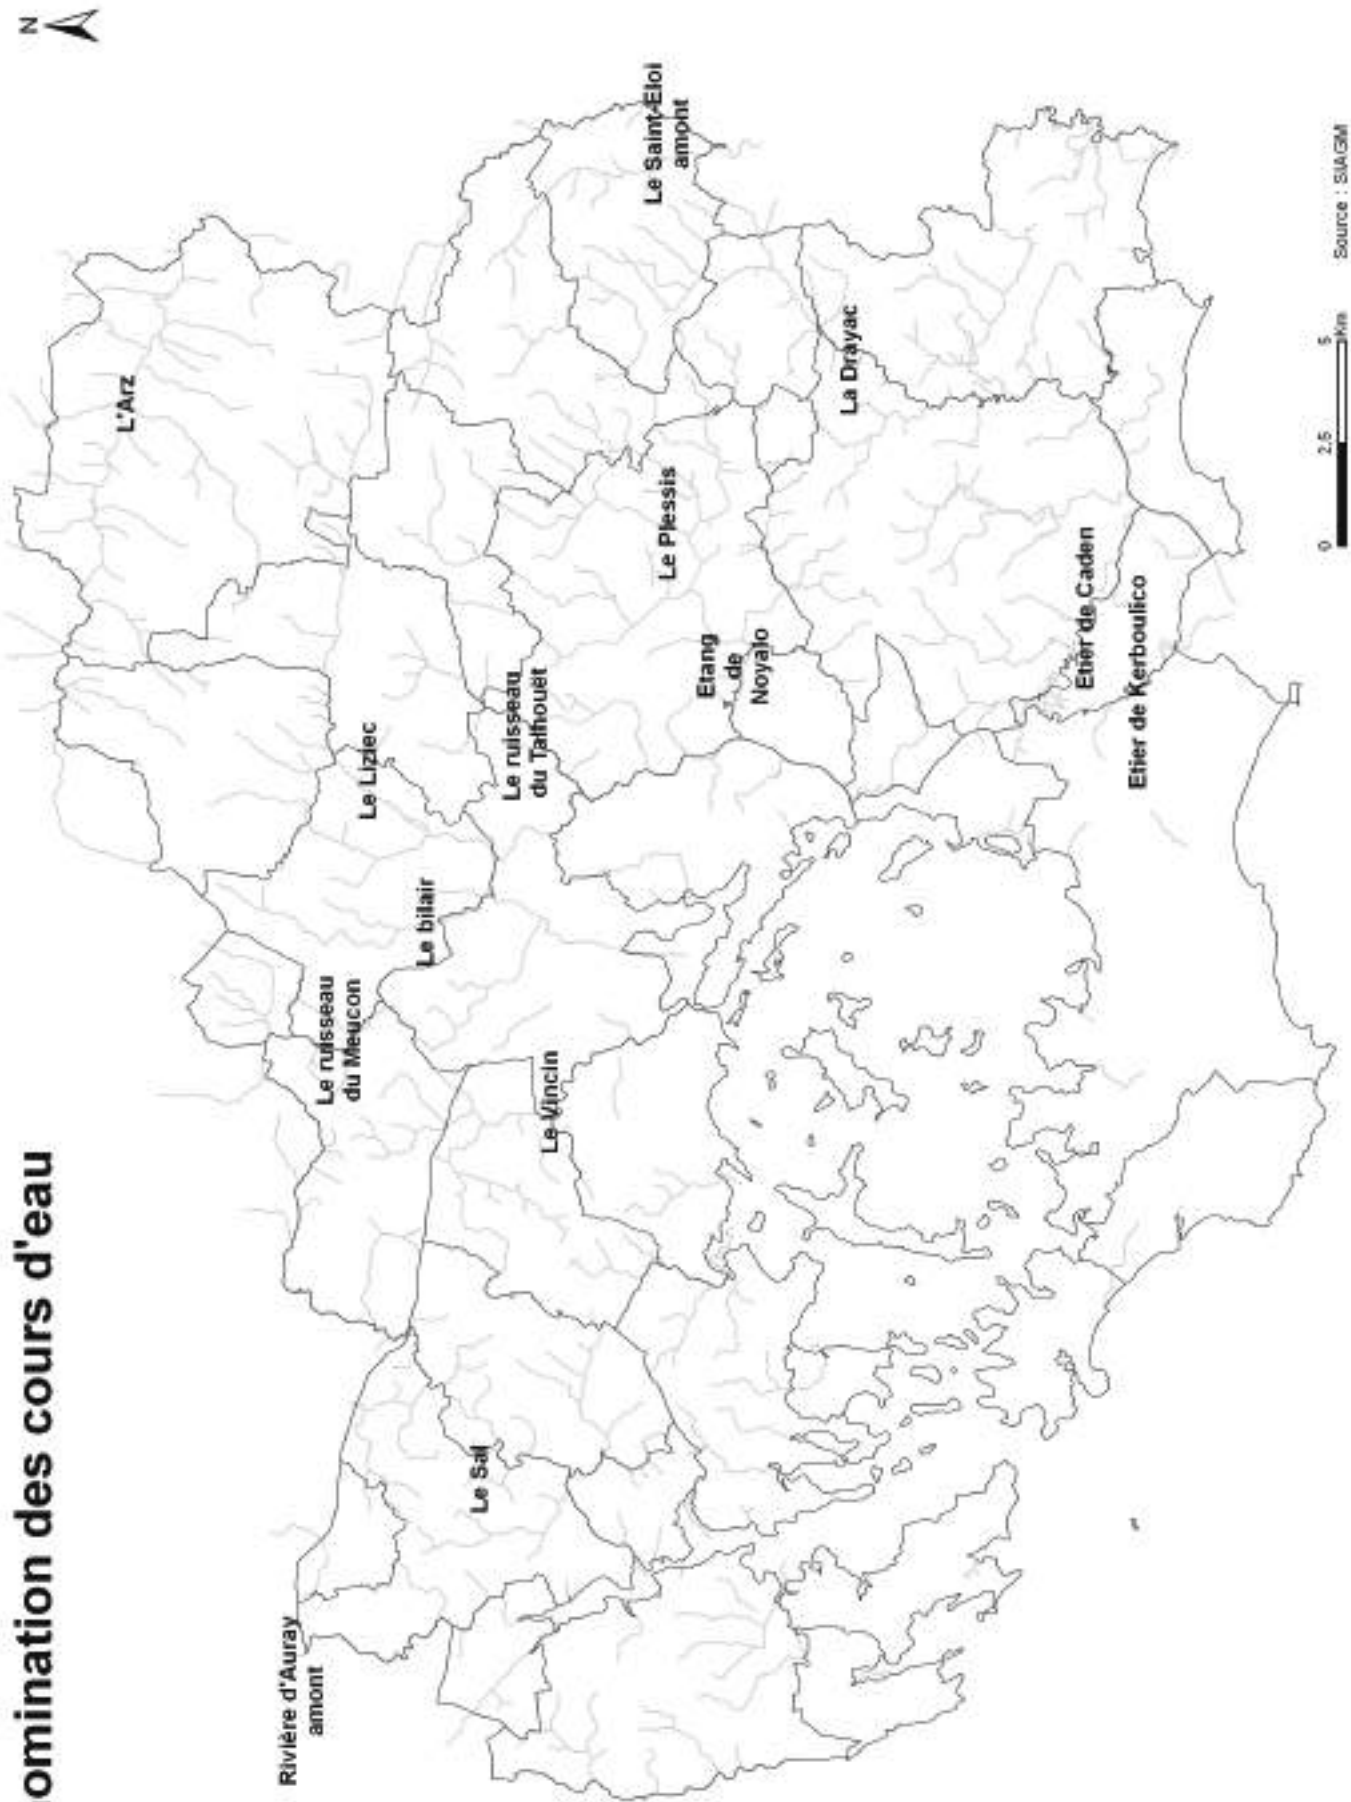 omination des cours d'eau
N
Rivière d'Auray
amont
Le Sal
Le ruisseau
du Meucon
Le Vincin
Le bilair
Le Liziec
Le ruisseau
du Talhouët
L'Arz
Le Plessis
Etang
de
Noyalo
Le Saint-Eloi
amont
La Drayac
Etier de Caden
Etier de Kerboulico
0
2.5
5
Km
Source : SIAGM